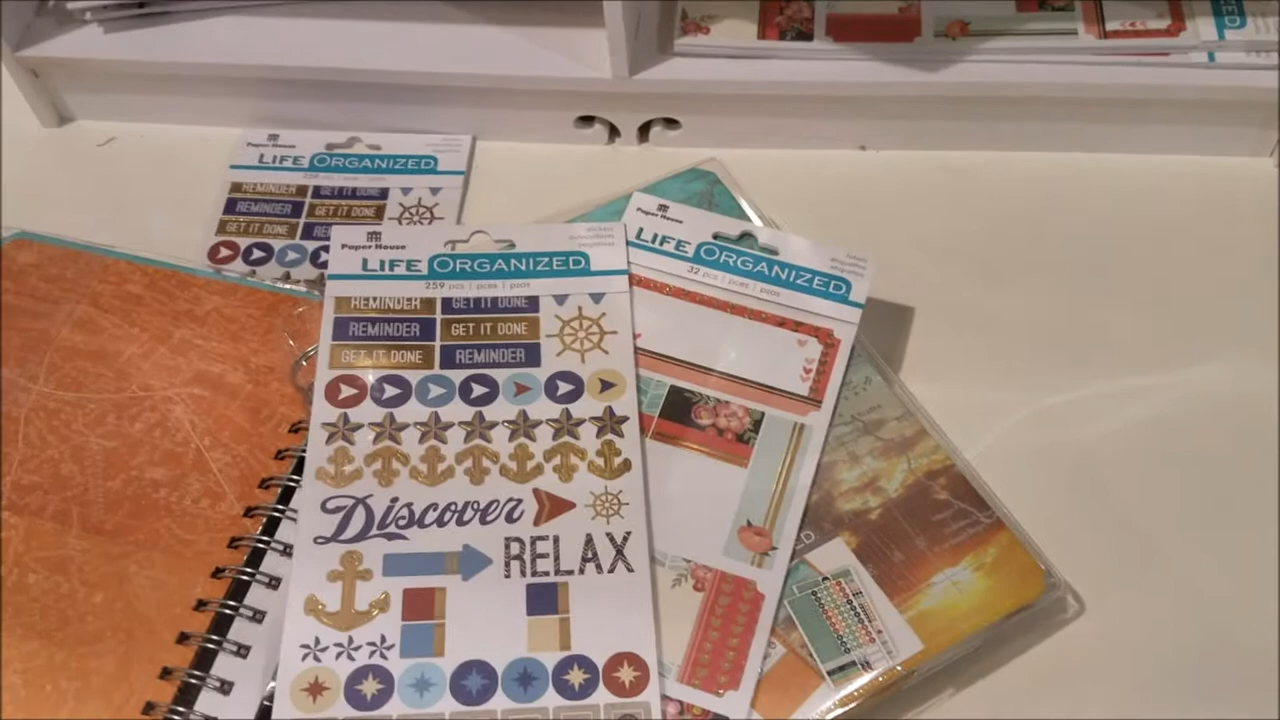 Paper House
LIFE ORGANIZED
259 pcs
REMINDER GET IT DONE
REMINDER GET IT DONE
GET IT DONE
Paper House
LIFE ORGANIZED
259 pcs | pces | pzas
REMINDER GET IT DONE
REMINDER GET IT DONE
GET IT DONE REMINDER
Discover
RELAX
Paper House
LIFE ORGANIZED
32 pcs | pces | pzas